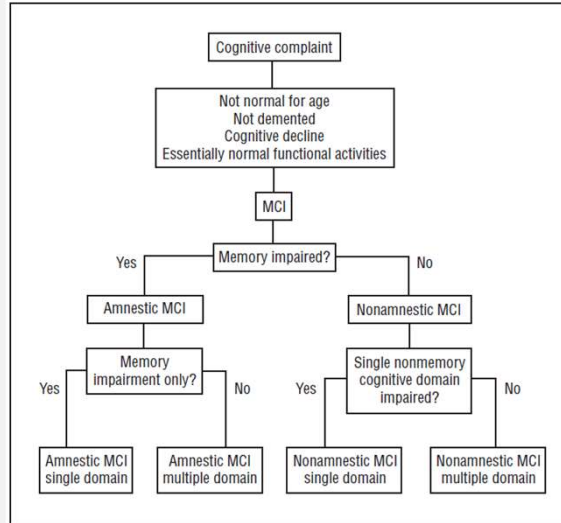 Cognitive complaint
Not normal for age
Not demented
Cognitive decline
Essentially normal functional activities
MCI
Memory impaired?
Yes
No
Amnestic MCI
Nonamnestic MCI
Memory
impairment only?
Single nonmemory
cognitive domain
impaired?
Yes
No
Yes
No
Amnestic MCI
single domain
Amnestic MCI
multiple domain
Nonamnestic MCI
single domain
Nonamnestic MCI
multiple domain